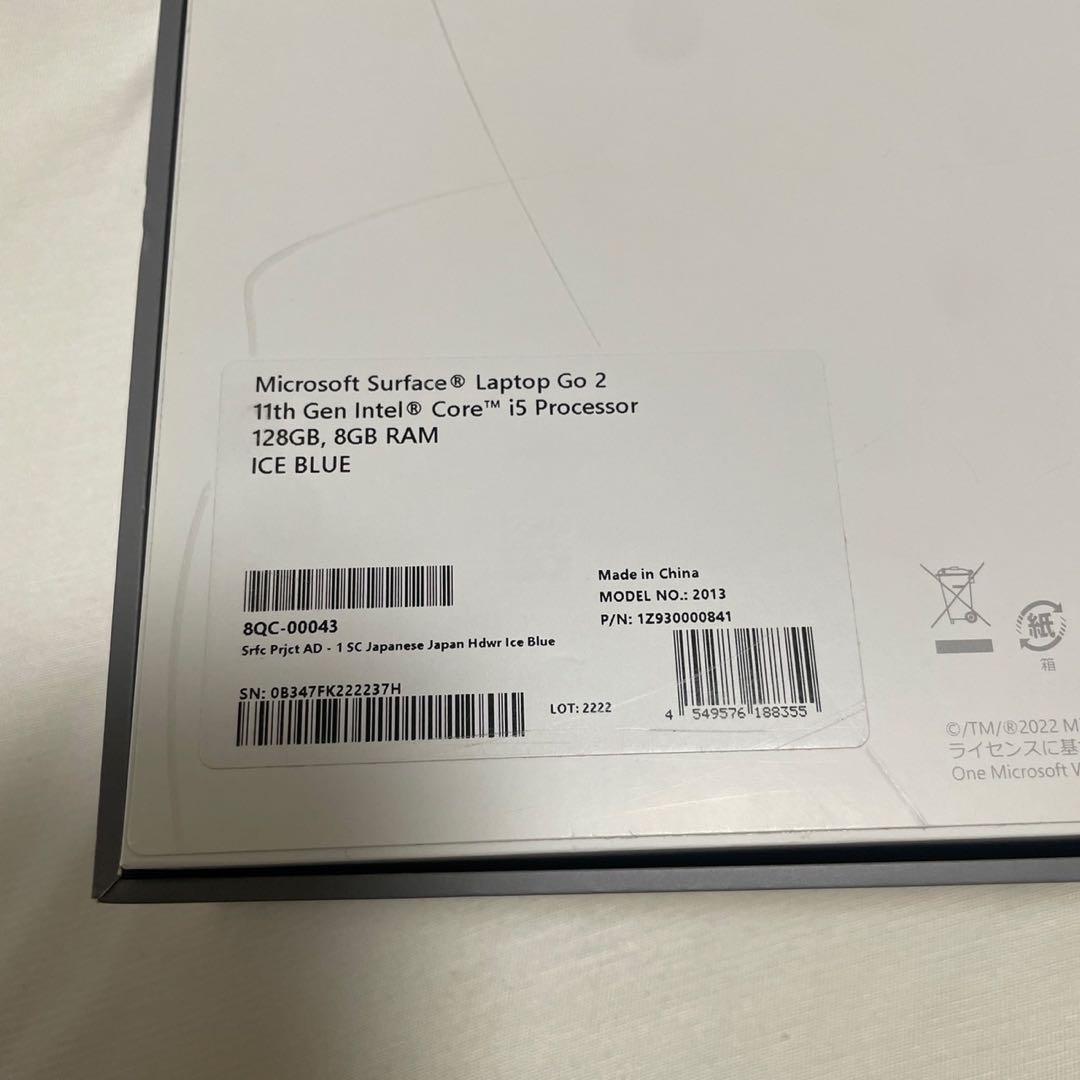 Microsoft Surface® Laptop Go 2
11th Gen Intel® Core™ i5 Processor
128GB, 8GB RAM
ICE BLUE
8QC-00043
Srfc Prjct AD - 1 SC Japanese Japan Hdwr Ice Blue
SN: 0B347FK222237H
LOT: 2222
Made in China
MODEL NO.: 2013
P/N: 1Z930000841
4 549576 188355
紙
箱
©/TM/®2022 M
ライセンスに基
One Microsoft W